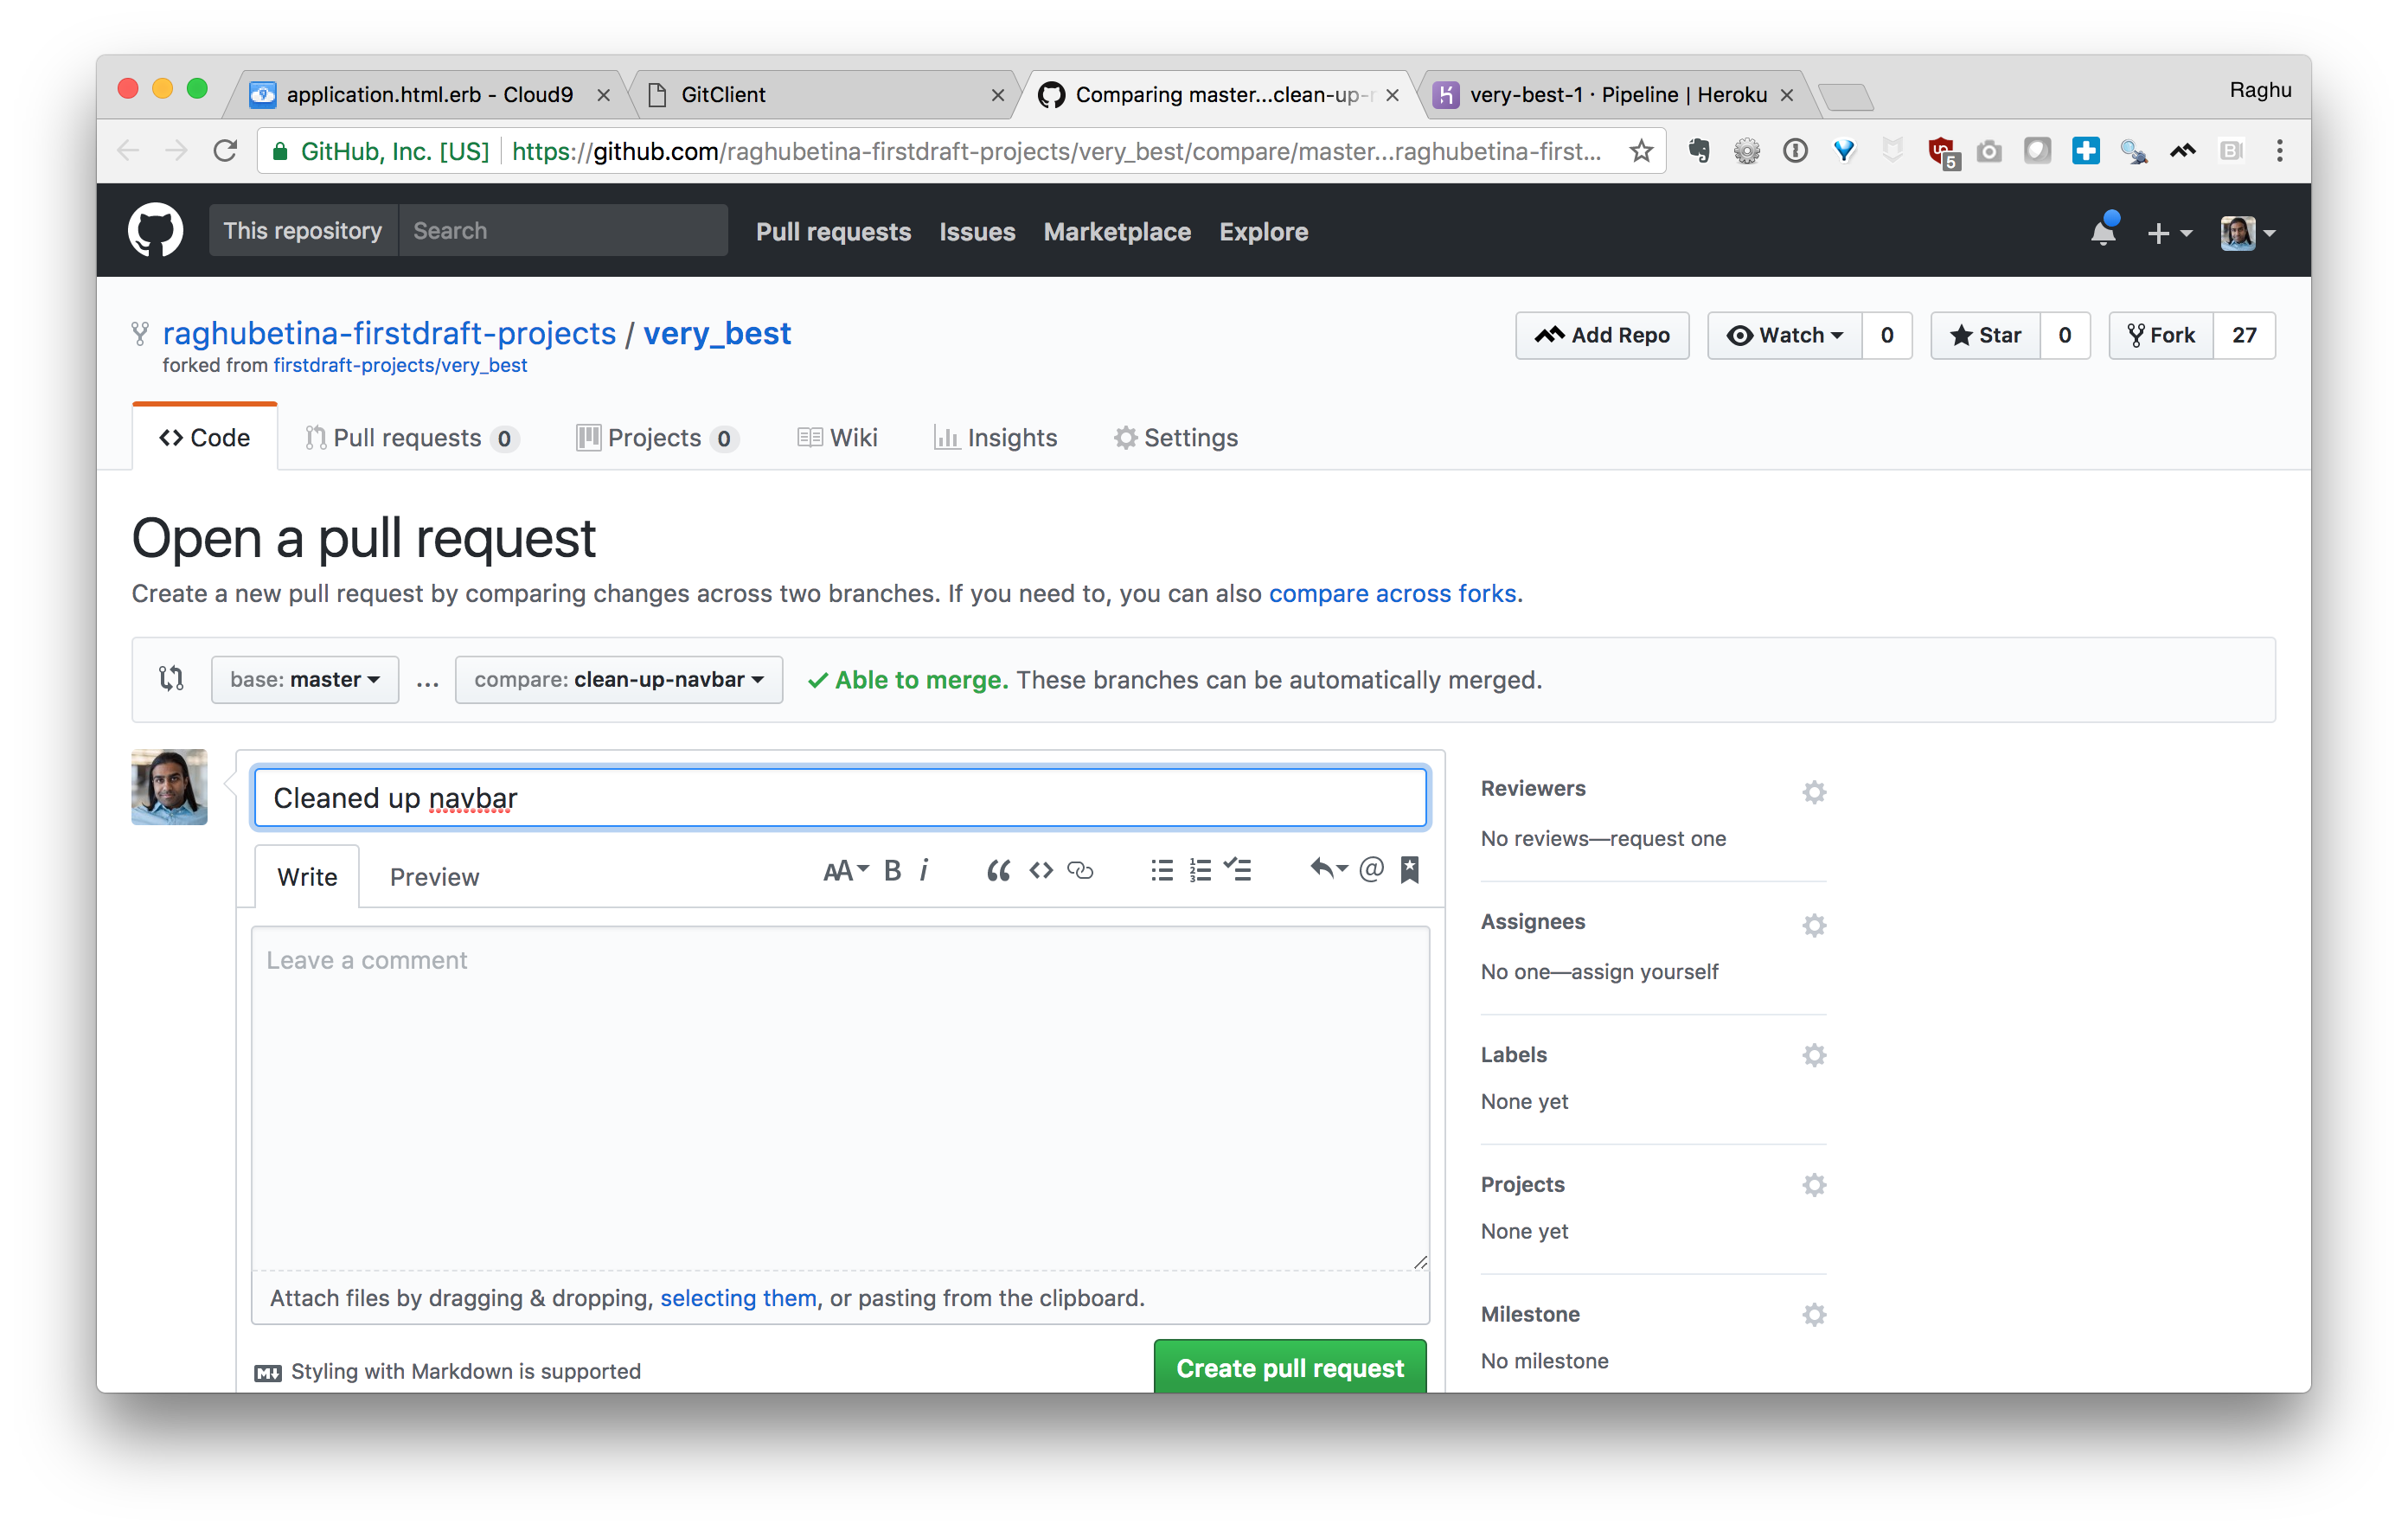 application.html.erb - Cloud9
GitClient
Comparing master...clean-up-
very-best-1 · Pipeline | Heroku
Raghu
GitHub, Inc. [US] https://github.com/raghubetina-firstdraft-projects/very_best/compare/master...raghubetina-first...
5
This repository Search Pull requests Issues Marketplace Explore
raghubetina-firstdraft-projects / very_best
Add Repo Watch 0 Star 0 Fork 27
forked from firstdraft-projects/very_best
Code Pull requests 0 Projects 0 Wiki Insights Settings
Open a pull request
Create a new pull request by comparing changes across two branches. If you need to, you can also compare across forks.
base: master ... compare: clean-up-navbar Able to merge. These branches can be automatically merged.
Cleaned up navbar
Write Preview
Leave a comment
Attach files by dragging & dropping, selecting them, or pasting from the clipboard.
Styling with Markdown is supported
Create pull request
Reviewers
No reviews—request one
Assignees
No one—assign yourself
Labels
None yet
Projects
None yet
Milestone
No milestone